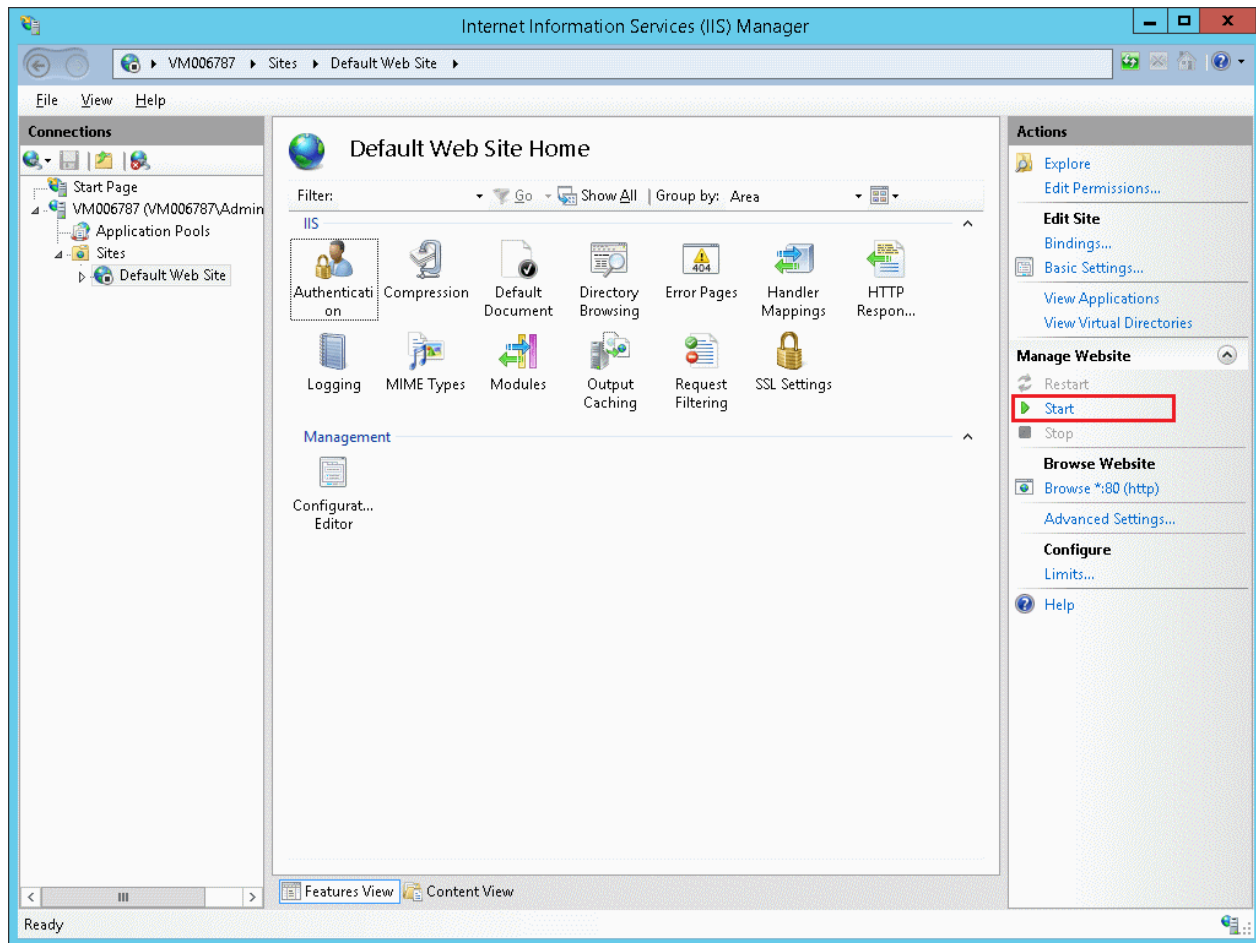 Internet Information Services (IIS) Manager
VM006787 Sites Default Web Site
File View Help
Connections
Start Page
VM006787 (VM006787\Admin
Application Pools
Sites
Default Web Site
Default Web Site Home
Filter: Go Show All Group by: Area
IIS
Authenticati
on
Compression
Default
Document
Directory
Browsing
Error Pages
404
Handler
Mappings
HTTP
Respon...
Logging
MIME Types
Modules
Output
Caching
Request
Filtering
SSL Settings
Management
Configurat...
Editor
Features View Content View
Actions
Explore
Edit Permissions...
Edit Site
Bindings...
Basic Settings...
View Applications
View Virtual Directories
Manage Website
Restart
Start
Stop
Browse Website
Browse *:80 (http)
Advanced Settings...
Configure
Limits...
Help
Ready